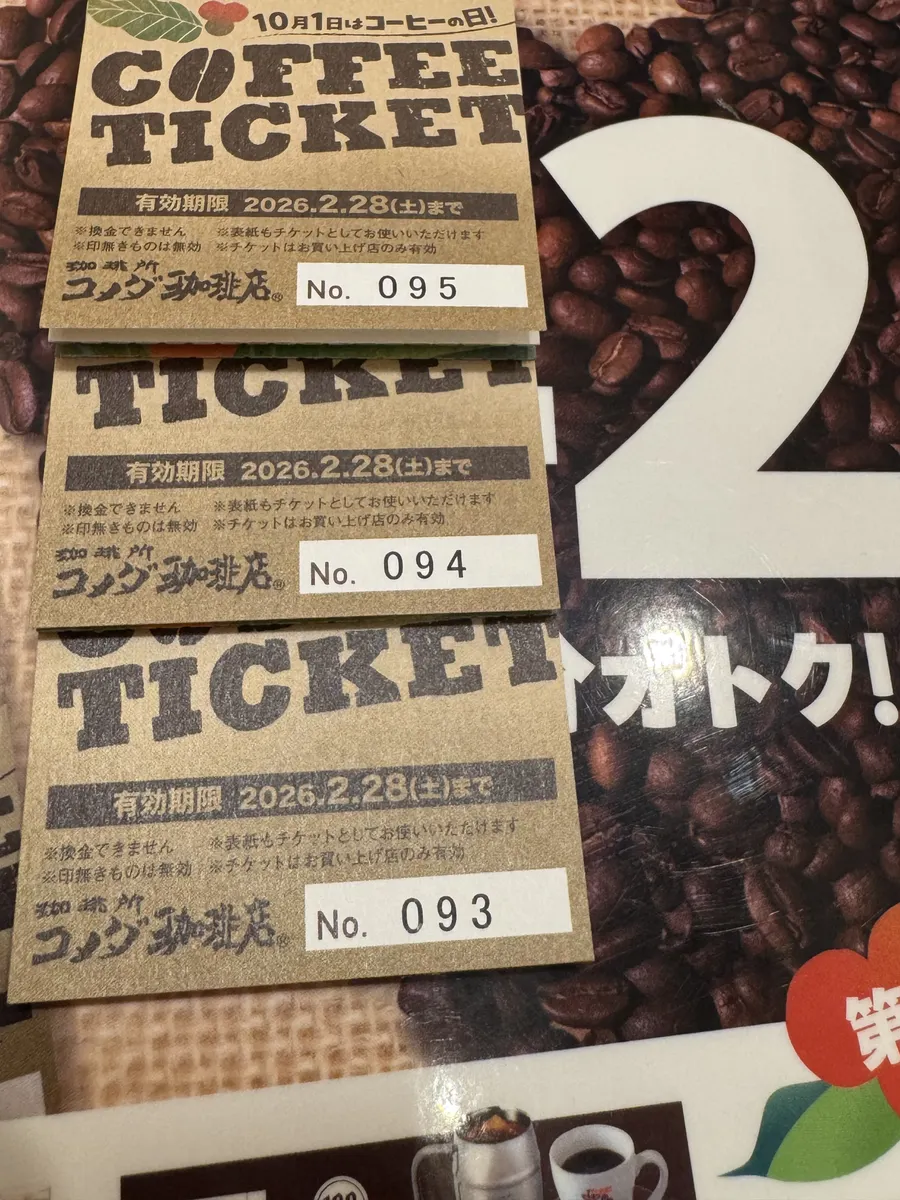 10月1日はコーヒーの日!
COFFEE
TICKET
有効期限 2026.2.28(土)まで
※換金できません ※表紙もチケットとしてお使いいただけます
※印無きものは無効 ※チケットはお買い上げ店のみ有効
珈琲所
コメダ珈琲店®
No. 095
TICKET
有効期限 2026.2.28(土)まで
※換金できません ※表紙もチケットとしてお使いいただけます
※印無きものは無効 ※チケットはお買い上げ店のみ有効
珈琲所
コメダ珈琲店®
No. 094
TICKET
有効期限 2026.2.28(土)まで
※換金できません ※表紙もチケットとしてお使いいただけます
※印無きものは無効 ※チケットはお買い上げ店のみ有効
珈琲所
コメダ珈琲店®
No. 093
2
オトク!
第